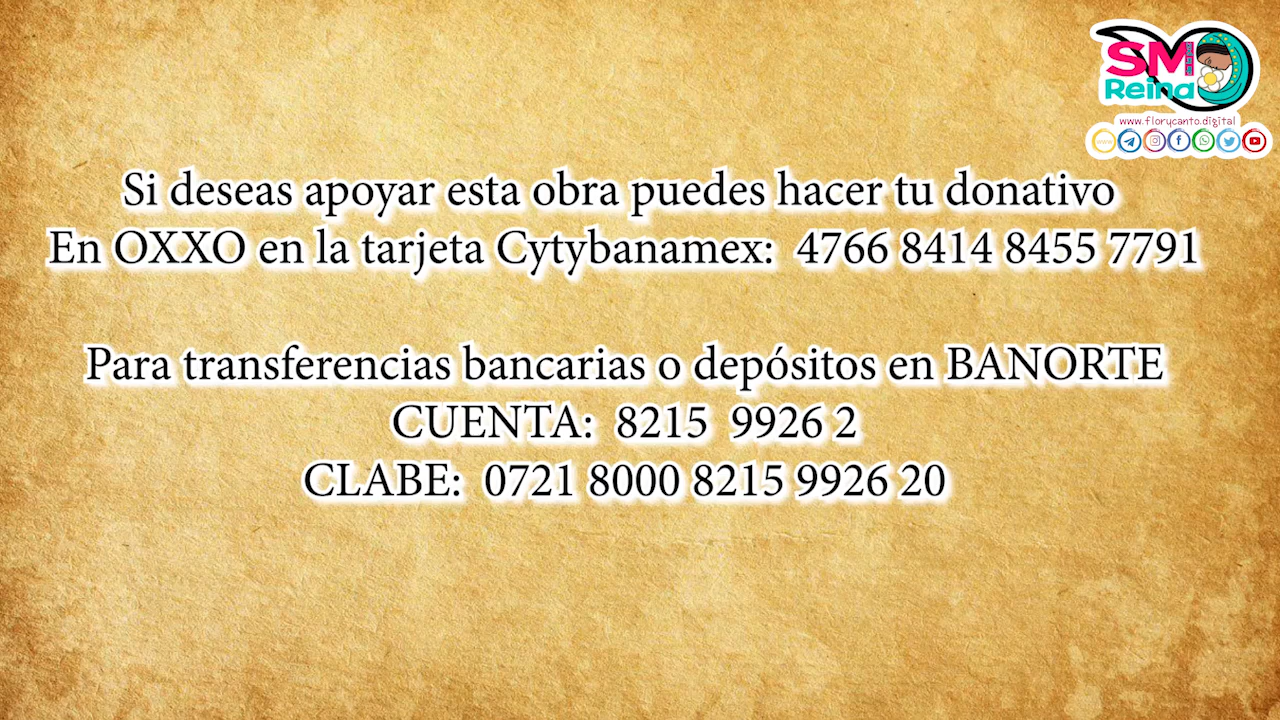 SM
Reina
www.florycanto.digital
Si deseas apoyar esta obra puedes hacer tu donativo
En OXXO en la tarjeta Cytybanamex: 4766 8414 8455 7791
Para transferencias bancarias o depósitos en BANORTE
CUENTA: 8215 9926 2
CLABE: 0721 8000 8215 9926 20